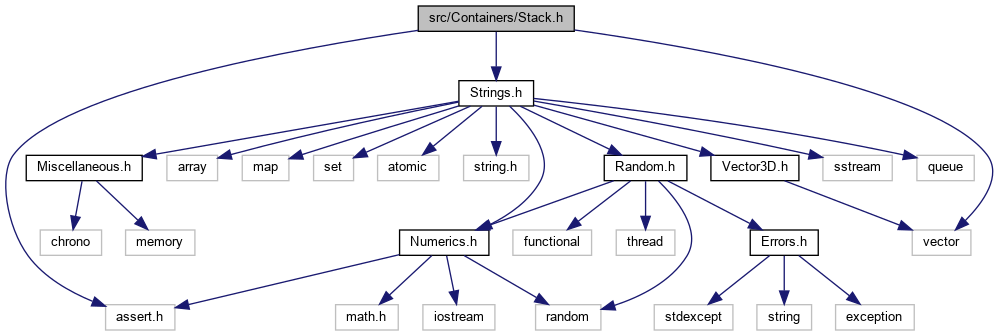 src/Containers/Stack.h
Strings.h
Miscellaneous.h
array
map
set
atomic
string.h
Random.h
Vector3D.h
sstream
queue
chrono
memory
Numerics.h
functional
thread
Errors.h
vector
assert.h
math.h
iostream
random
stdexcept
string
exception